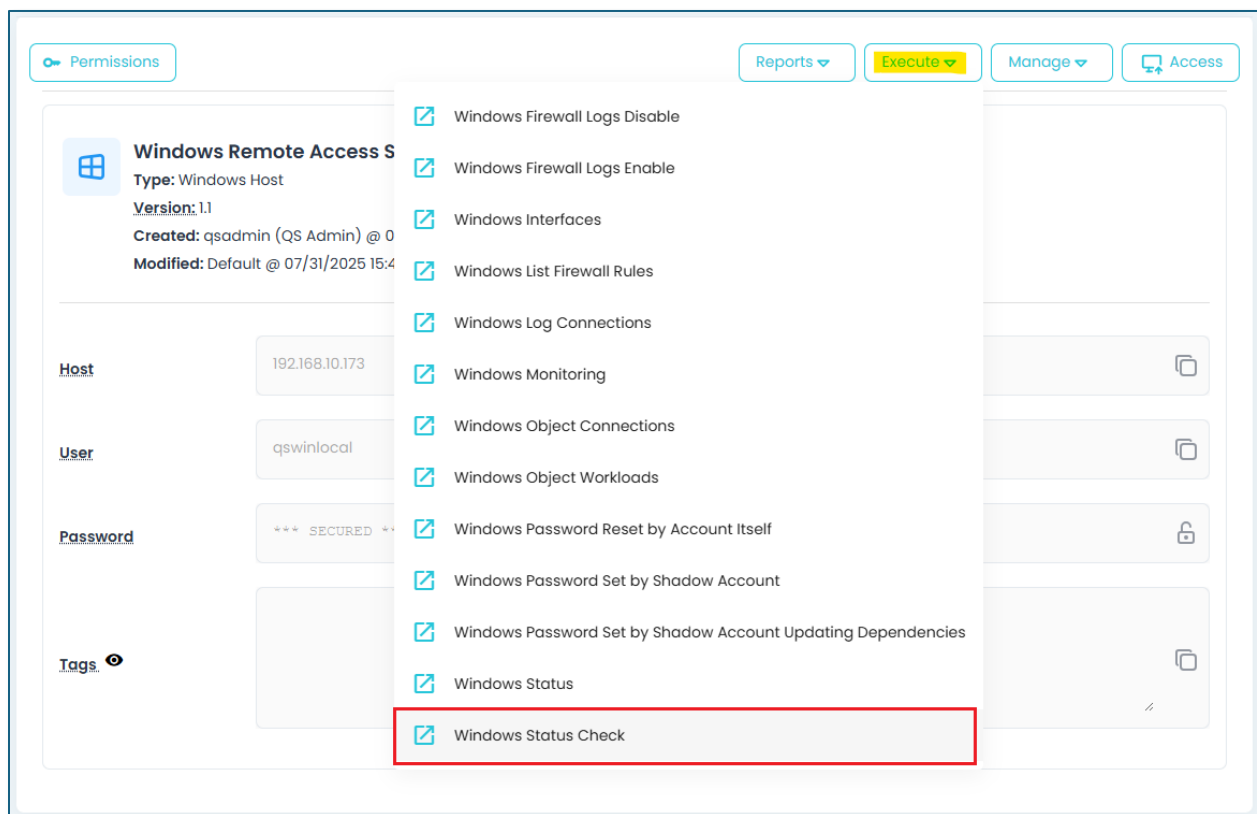 Permissions
Reports
Execute
Manage
Access
Windows Remote Access S
Type: Windows Host
Version: 1.1
Created: qsadmin (QS Admin) @ 0
Modified: Default @ 07/31/2025 15:4
Windows Firewall Logs Disable
Windows Firewall Logs Enable
Windows Interfaces
Windows List Firewall Rules
Windows Log Connections
Windows Monitoring
Windows Object Connections
Windows Object Workloads
Windows Password Reset by Account Itself
Windows Password Set by Shadow Account
Windows Password Set by Shadow Account Updating Dependencies
Windows Status
Windows Status Check
Host
192.168.10.173
User
qswinlocal
Password
*** SECURED **
Tags